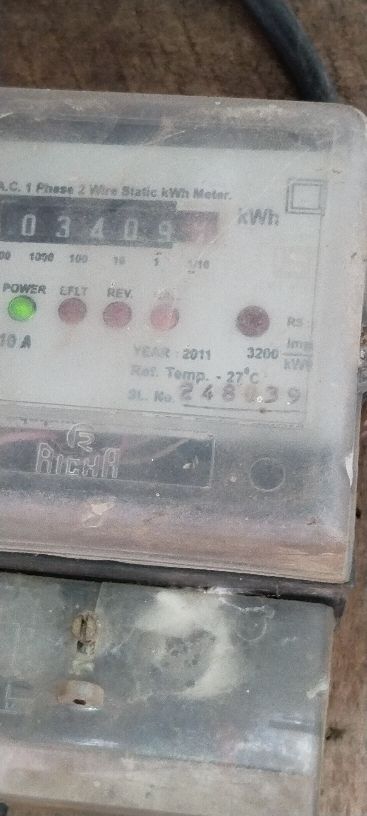 A.C. 1 Phase 2 Wire Static kWh Meter.
0 3 4 0 9 kWh
1000 100 10 1 1/10
POWER EFLT REV.
10 A
YEAR : 2011 3200 Imp/kWh
Ref. Temp. - 27°C
SL. No. 248039
RICHA